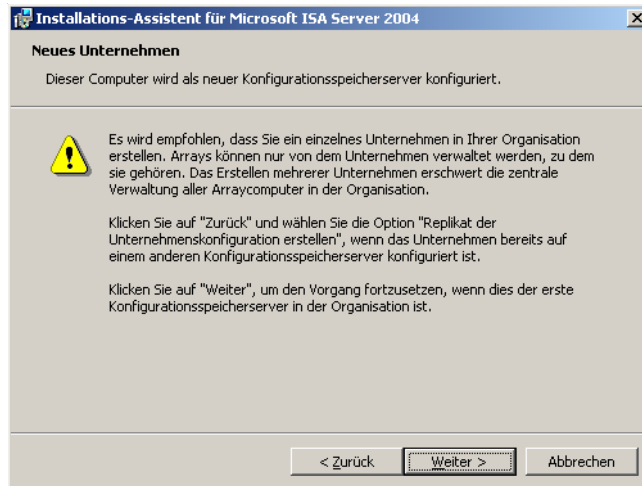 Installations-Assistent für Microsoft ISA Server 2004
Neues Unternehmen
Dieser Computer wird als neuer Konfigurationsspeicherserver konfiguriert.
Es wird empfohlen, dass Sie ein einzelnes Unternehmen in Ihrer Organisation
erstellen. Arrays können nur von dem Unternehmen verwaltet werden, zu dem
sie gehören. Das Erstellen mehrerer Unternehmen erschwert die zentrale
Verwaltung aller Arraycomputer in der Organisation.
Klicken Sie auf "Zurück" und wählen Sie die Option "Replikat der
Unternehmenskonfiguration erstellen", wenn das Unternehmen bereits auf
einem anderen Konfigurationsspeicherserver konfiguriert ist.
Klicken Sie auf "Weiter", um den Vorgang fortzusetzen, wenn dies der erste
Konfigurationsspeicherserver in der Organisation ist.
< Zurück Weiter > Abbrechen